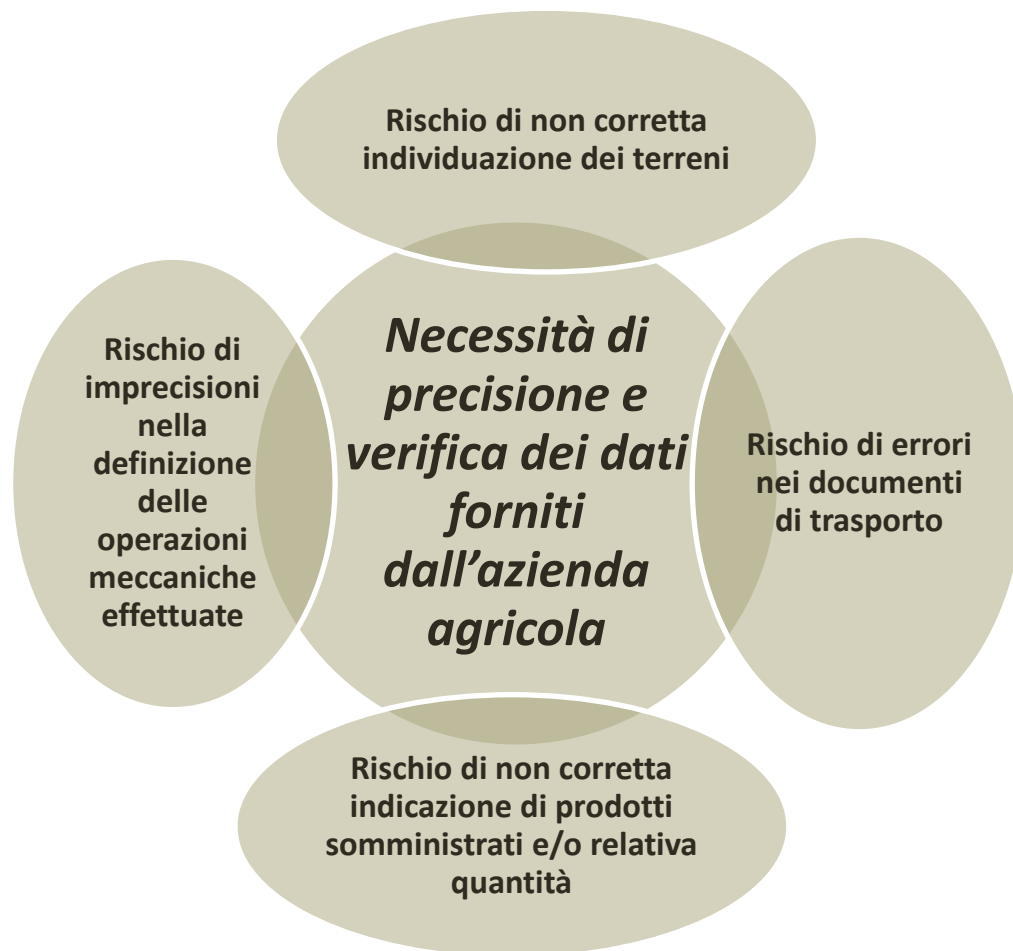 Rischio di non corretta
individuazione dei terreni
Rischio di
imprecisioni
nella
definizione
delle
operazioni
meccaniche
effettuate
Necessità di
precisione e
verifica dei dati
forniti
dall’azienda
agricola
Rischio di errori
nei documenti
di trasporto
Rischio di non corretta
indicazione di prodotti
somministrati e/o relativa
quantità